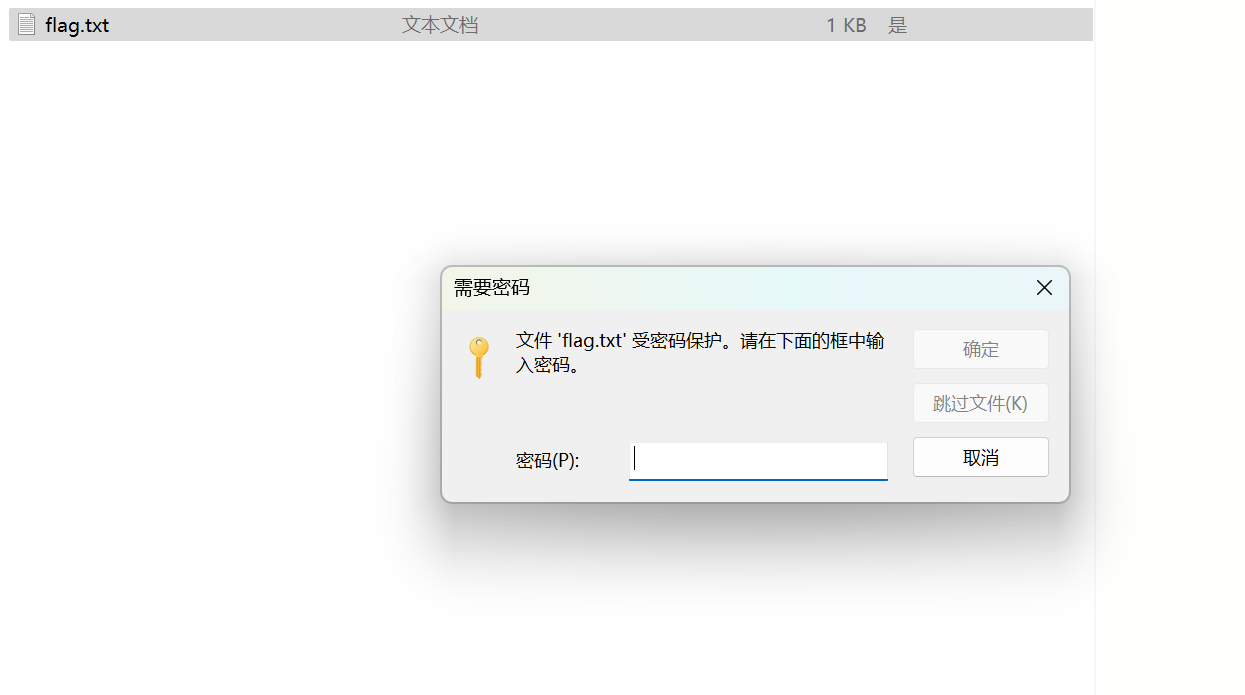 flag.txt 文本文档 1 KB 是
需要密码
文件 'flag.txt' 受密码保护。请在下面的框中输
入密码。
确定
跳过文件(K)
密码(P):
取消